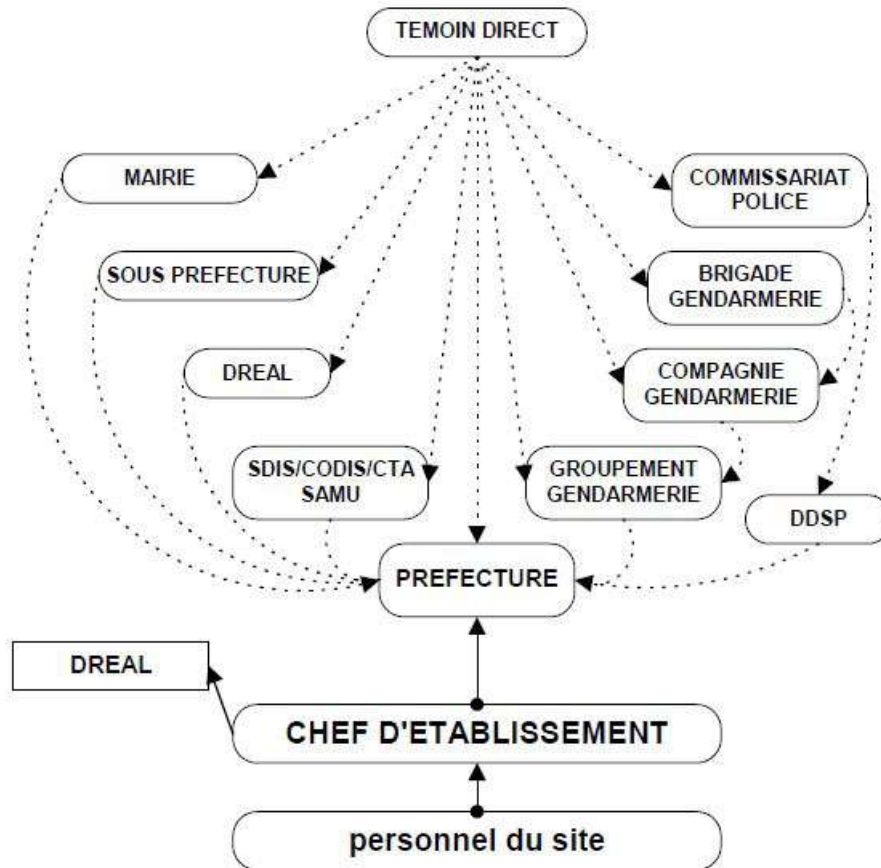 TEMOIN DIRECT
MAIRIE
COMMISSARIAT
POLICE
SOUS PREFECTURE
BRIGADE
GENDARMERIE
DREAL
COMPAGNIE
GENDARMERIE
SDIS/CODIS/CTA
SAMU
GROUPEMENT
GENDARMERIE
DDSP
PREFECTURE
DREAL
CHEF D'ETABLISSEMENT
personnel du site